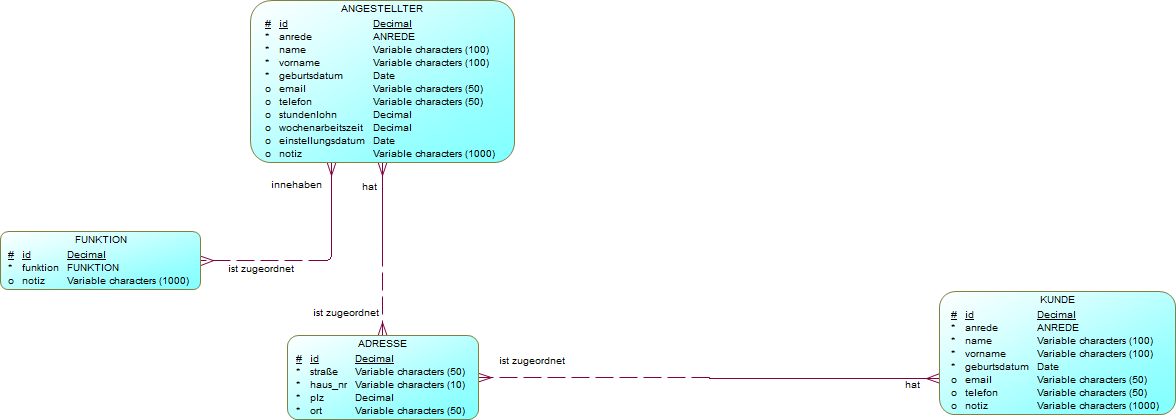 ANGESTELLTER
# id Decimal
* anrede ANREDE
* name Variable characters (100)
* vorname Variable characters (100)
* geburtsdatum Date
o email Variable characters (50)
o telefon Variable characters (50)
o stundenlohn Decimal
o wochenarbeitszeit Decimal
o einstellungsdatum Date
o notiz Variable characters (1000)
innehaben
hat
FUNKTION
# id Decimal
* funktion FUNKTION
o notiz Variable characters (1000)
ist zugeordnet
ist zugeordnet
ADRESSE
# id Decimal
* straße Variable characters (50)
* haus_nr Variable characters (10)
* plz Decimal
* ort Variable characters (50)
ist zugeordnet
hat
KUNDE
# id Decimal
* anrede ANREDE
* name Variable characters (100)
* vorname Variable characters (100)
* geburtsdatum Date
o email Variable characters (50)
o telefon Variable characters (50)
o notiz Variable characters (1000)